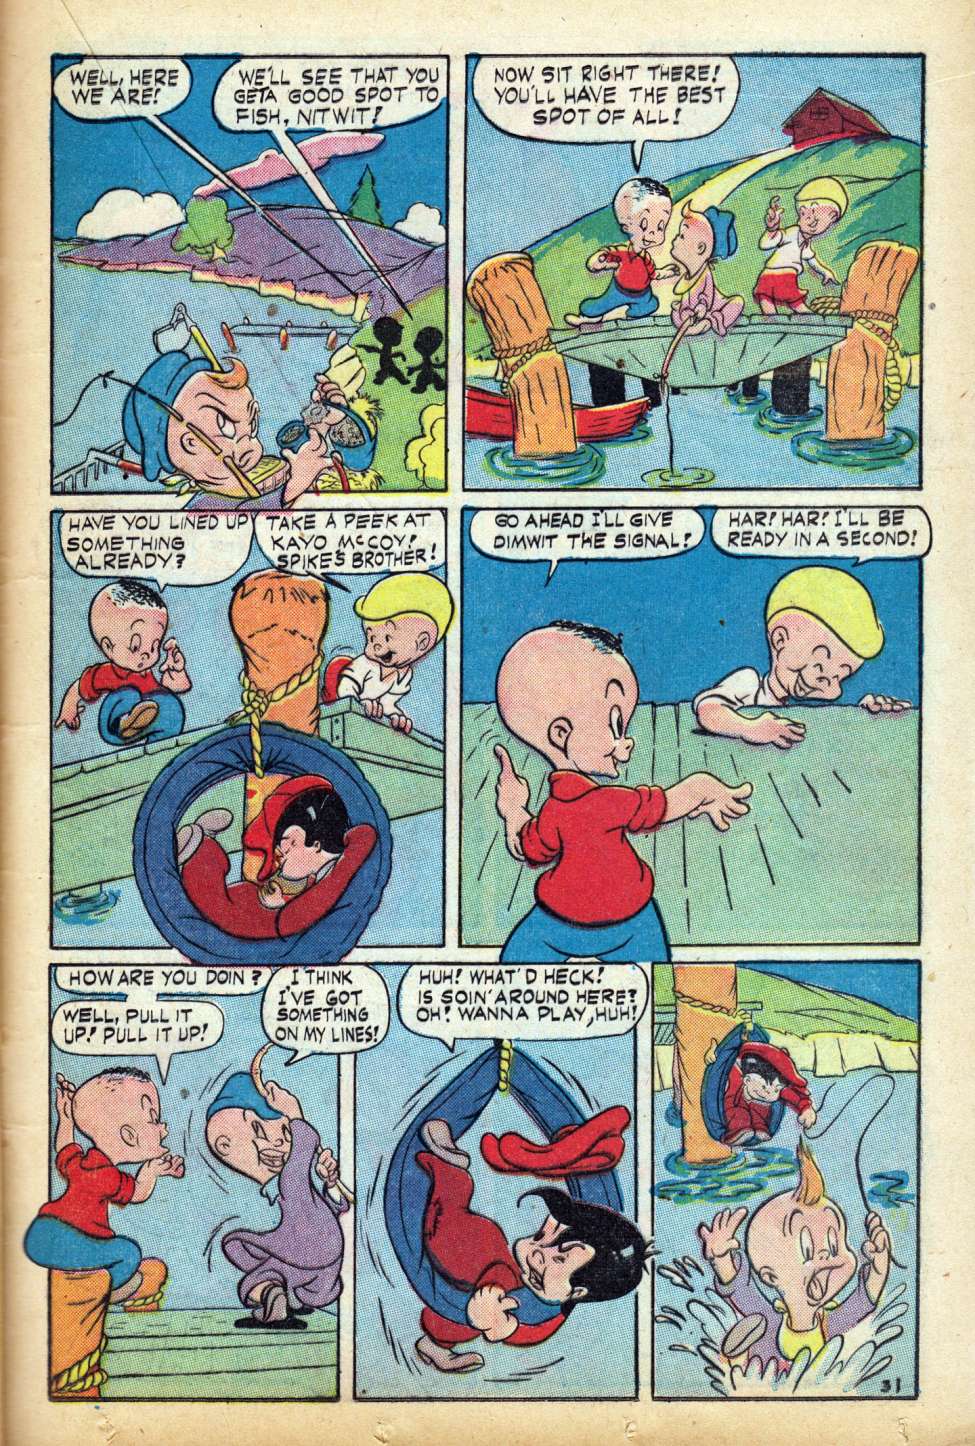 WELL, HERE
WE ARE!
WE'LL SEE THAT YOU
GETA GOOD SPOT TO
FISH, NITWIT!
NOW SIT RIGHT THERE!
YOU'LL HAVE THE BEST
SPOT OF ALL!
HAVE YOU LINED UP
SOMETHING
ALREADY?
TAKE A PEEK AT
KAYO McCOY!
SPIKE'S BROTHER!
GO AHEAD I'LL GIVE
DIMWIT THE SIGNAL!
HAR! HAR! I'LL BE
READY IN A SECOND!
HOW ARE YOU DOIN?
WELL, PULL IT
UP! PULL IT UP!
I THINK
I'VE GOT
SOMETHING
ON MY LINES!
HUH! WHAT'D HECK!
IS SOIN' AROUND HERE?
OH! WANNA PLAY, HUH!
31